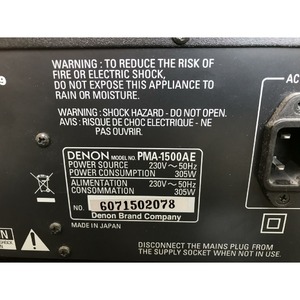 WARNING: TO REDUCE THE RISK OF
FIRE OR ELECTRIC SHOCK,
DO NOT EXPOSE THIS APPLIANCE TO
RAIN OR MOISTURE.
WARNING: SHOCK HAZARD - DO NOT OPEN.
AVIS: RISQUE DE CHOC ELECTRIQUE - NE
PAS OUVRIR.
AC
DENON MODEL NO. PMA-1500AE
POWER SOURCE 230V~50Hz
POWER CONSUMPTION 305W
ALIMENTATION 230V~50Hz
CONSOMMATION 305W
NO. 6071502078
Denon Brand Company
MADE IN JAPAN
DISCONNECT THE MAINS PLUG FROM
THE SUPPLY SOCKET WHEN NOT IN USE.